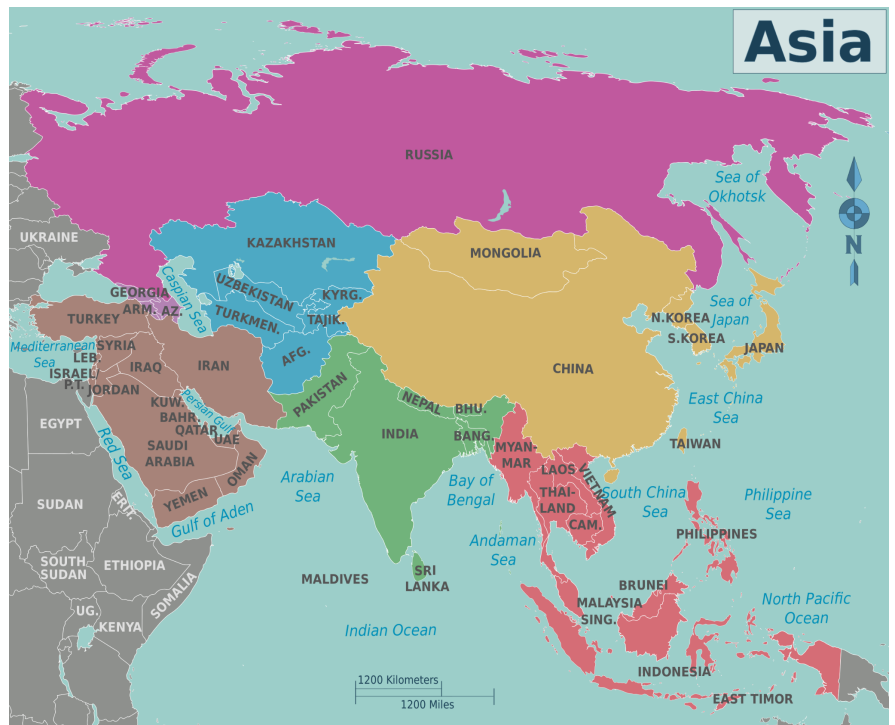 Asia
RUSSIA
Sea of
Okhotsk
N
UKRAINE
KAZAKHSTAN
MONGOLIA
GEORGIA
ARM.
AZ.
Caspian Sea
UZBEKISTAN
KYRG.
TURKMEN.
TAJIK.
TURKEY
N.KOREA
S.KOREA
Sea of
Japan
JAPAN
Mediterranean
Sea
SYRIA
LEB.
ISRAEL/
P.T.
JORDAN
IRAQ
IRAN
AFG.
PAKISTAN
CHINA
KUW.
BAHR.
QATAR
UAE
Persian Gulf
NEPAL
BHU.
East China
Sea
EGYPT
SAUDI
ARABIA
OMAN
INDIA
BANG.
MYAN-
MAR
TAIWAN
Red Sea
LAOS
VIETNAM
THAI-
LAND
CAM.
Arabian
Sea
Bay of
Bengal
South China
Sea
Philippine
Sea
SUDAN
ERIT.
YEMEN
Gulf of Aden
Andaman
Sea
PHILIPPINES
SOUTH
SUDAN
ETHIOPIA
SOMALIA
MALDIVES
SRI
LANKA
BRUNEI
MALAYSIA
SING.
UG.
KENYA
Indian Ocean
North Pacific
Ocean
INDONESIA
EAST TIMOR
1200 Kilometers
1200 Miles